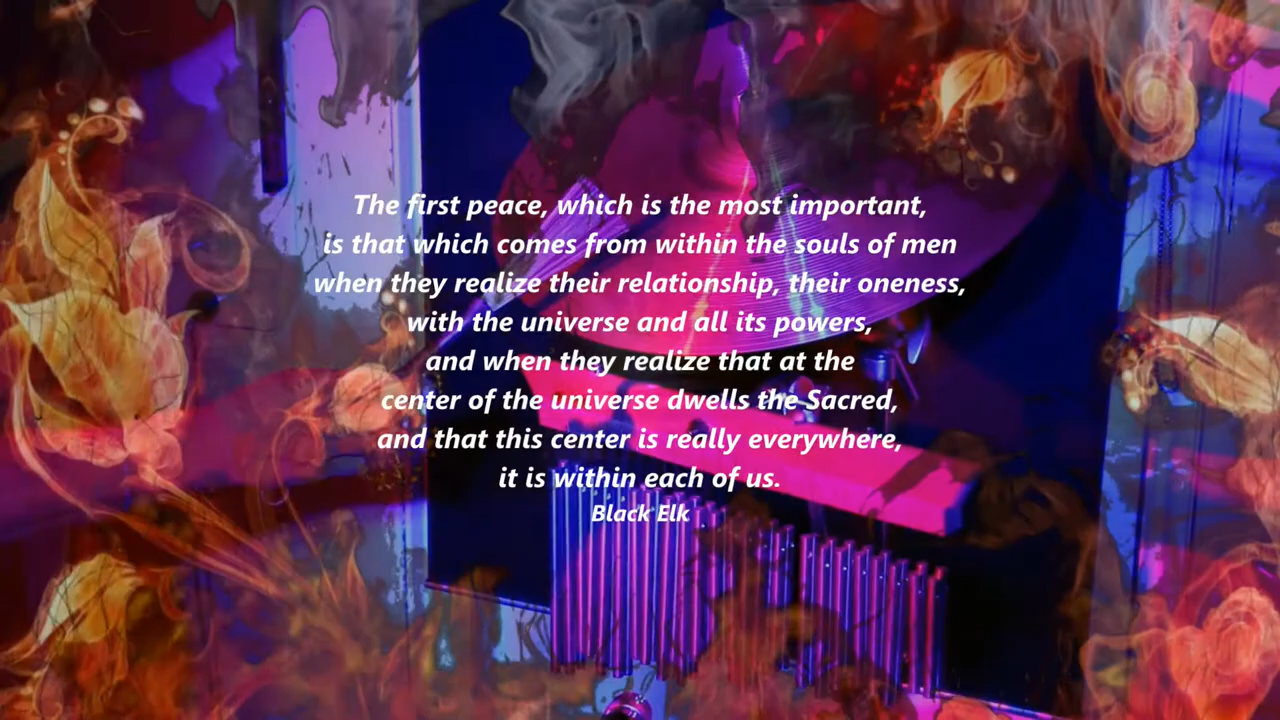 The first peace, which is the most important,
is that which comes from within the souls of men
when they realize their relationship, their oneness,
with the universe and all its powers,
and when they realize that at the
center of the universe dwells the Sacred,
and that this center is really everywhere,
it is within each of us.
Black Elk